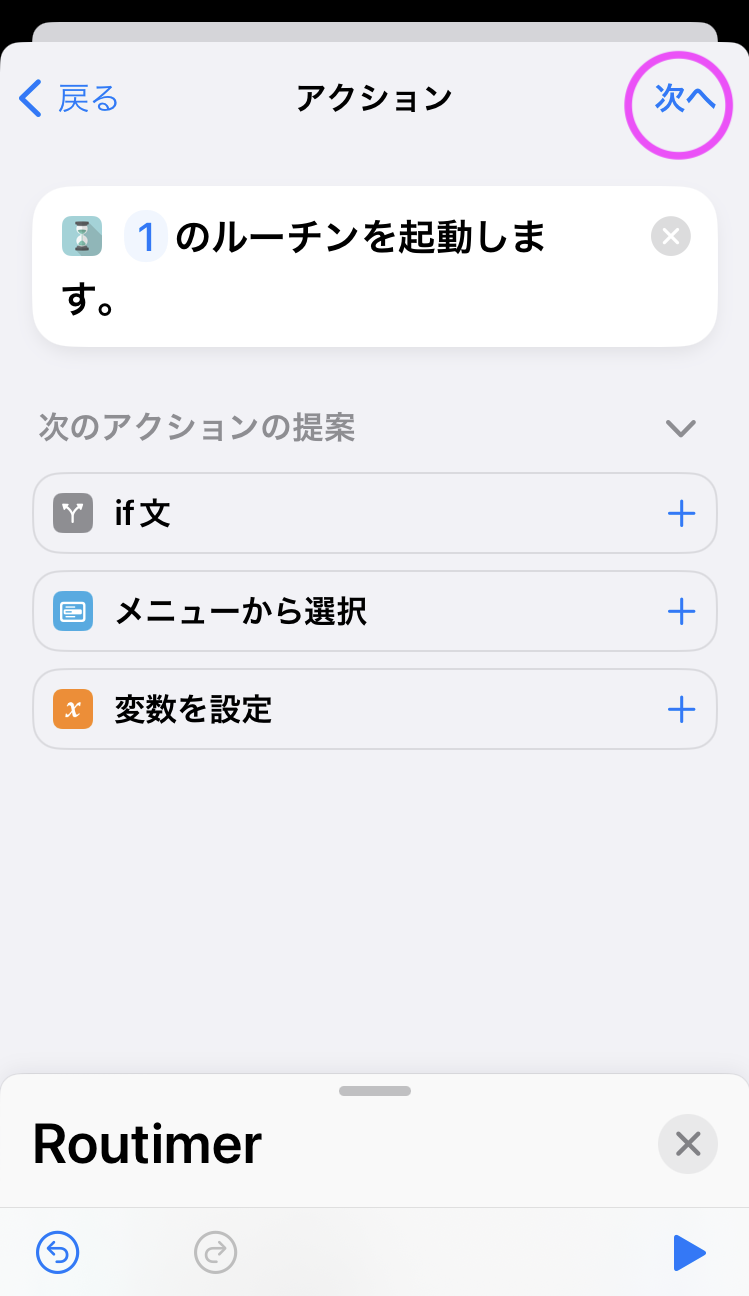 戻る
アクション
次へ
1のルーチンを起動しま
す。
次のアクションの提案
if文
メニューから選択
x 変数を設定
Routimer